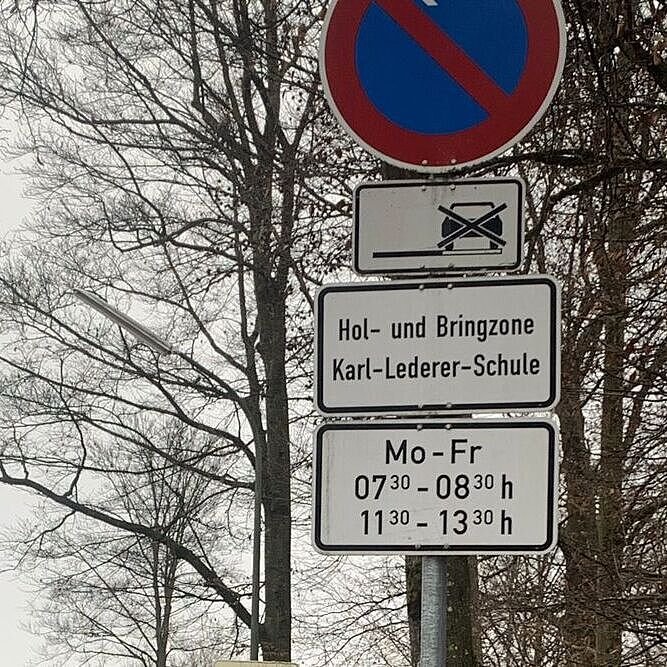 Hol- und Bringzone
Karl-Lederer-Schule
Mo-Fr
07³⁰ - 08³⁰ h
11³⁰ - 13³⁰ h